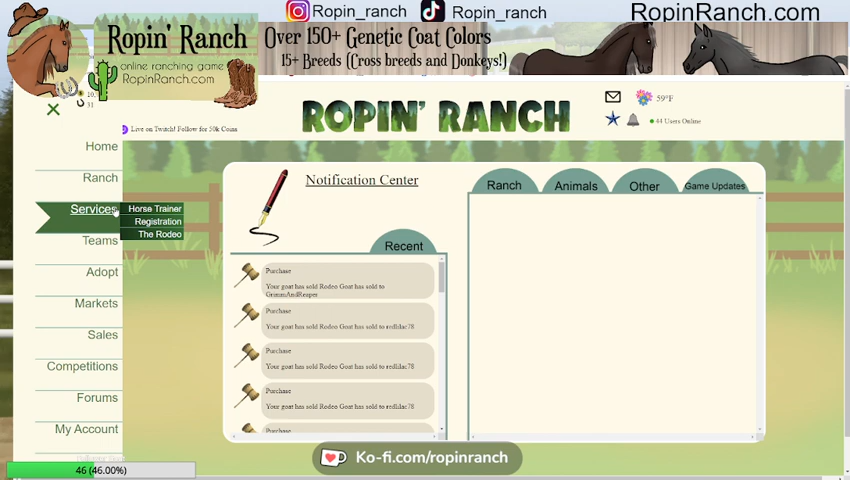 Ropin_ranch
Ropin_ranch
RopinRanch.com
Ropin' Ranch
online ranching game
RopinRanch.com
Over 150+ Genetic Coat Colors
15+ Breeds (Cross breeds and Donkeys!)
31
Live on Twitch! Follow for 50k Coins
ROPIN' RANCH
59°F
44 Users Online
Home
Ranch
Services
Horse Trainer
Registration
The Rodeo
Teams
Adopt
Markets
Sales
Competitions
Forums
My Account
Notification Center
Recent
Purchase
Your goat has sold Rodeo Goat has sold to
GrimmAndReaper
Purchase
Your goat has sold Rodeo Goat has sold to redlilac78
Purchase
Your goat has sold Rodeo Goat has sold to redlilac78
Purchase
Your goat has sold Rodeo Goat has sold to redlilac78
Purchase
Ranch
Animals
Other
Game Updates
46 (46.00%)
Ko-fi.com/ropinranch